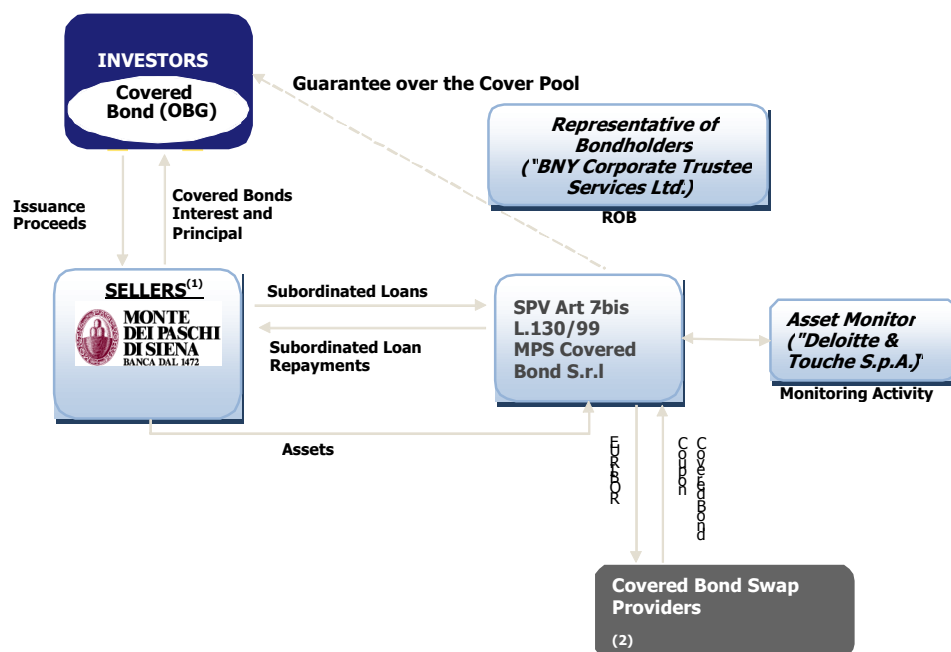 INVESTORS
Covered
Bond (OBG)
Guarantee over the Cover Pool
Representative of
Bondholders
("BNY Corporate Trustee
Services Ltd.")
ROB
Issuance
Proceeds
Covered Bonds
Interest and
Principal
SELLERS(1)
MONTE
DEI PASCHI
DI SIENA
BANCA DAL 1472
Subordinated Loans
Subordinated Loan
Repayments
SPV Art 7bis
L.130/99
MPS Covered
Bond S.r.l
Asset Monitor
("Deloitte &
Touche S.p.A.)"
Monitoring Activity
Assets
EURIBOR
Coupon
Covered Bond
Covered Bond Swap
Providers
(2)